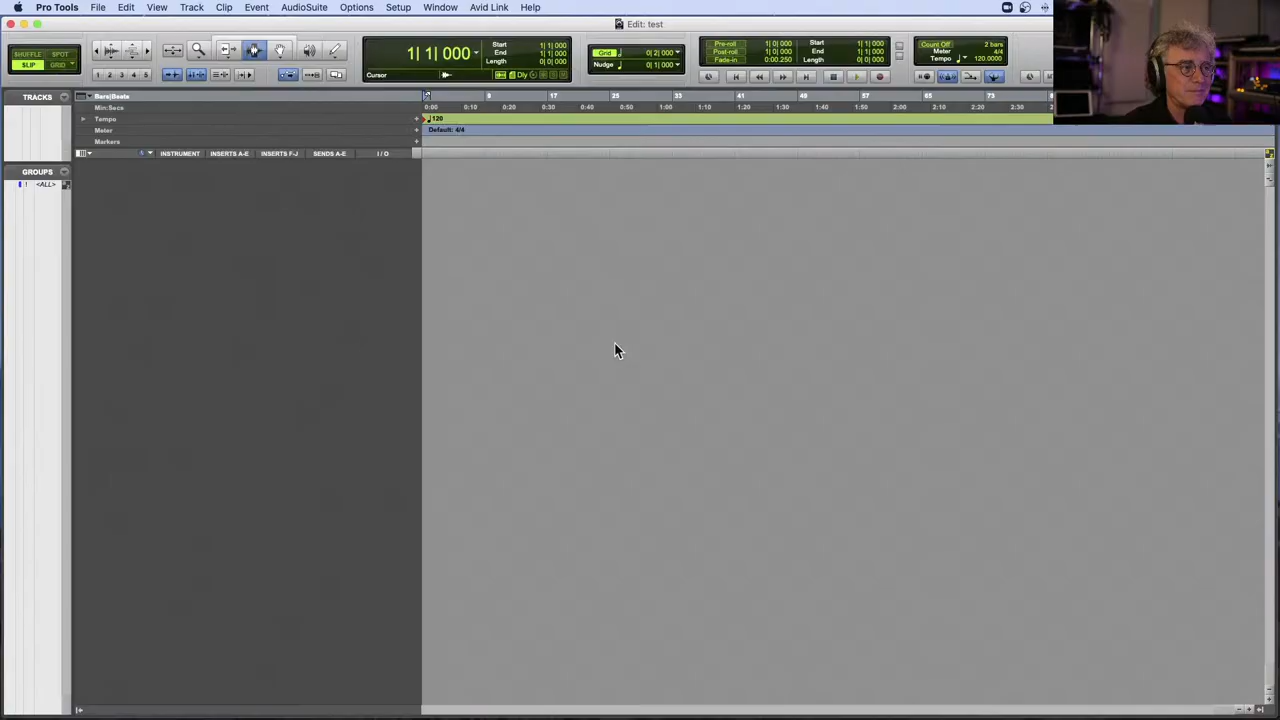 Pro Tools File Edit View Track Clip Event AudioSuite Options Setup Window Avid Link Help
Edit: test
SHUFFLE SPOT
SLIP GRID
1 2 3 4 5
1| 1| 000
Start 1| 1| 000
End 1| 1| 000
Length 0| 0| 000
Cursor
Dly
Grid 0| 2| 000
Nudge 0| 1| 000
Pre-roll 1| 0| 000
Post-roll 1| 0| 000
Fade-in 0:00.250
Start 1| 1| 000
End 1| 1| 000
Length 0| 0| 000
Count Off 2 bars
Meter 4/4
Tempo 120.0000
TRACKS
Bars|Beats 9 17 25 33 41 49 57 65 73
Min:Secs 0:00 0:10 0:20 0:30 0:40 0:50 1:00 1:10 1:20 1:30 1:40 1:50 2:00 2:10 2:20 2:30
Tempo 120
Meter Default: 4/4
Markers
INSTRUMENT INSERTS A-E INSERTS F-J SENDS A-E I / O
GROUPS
1 <ALL>